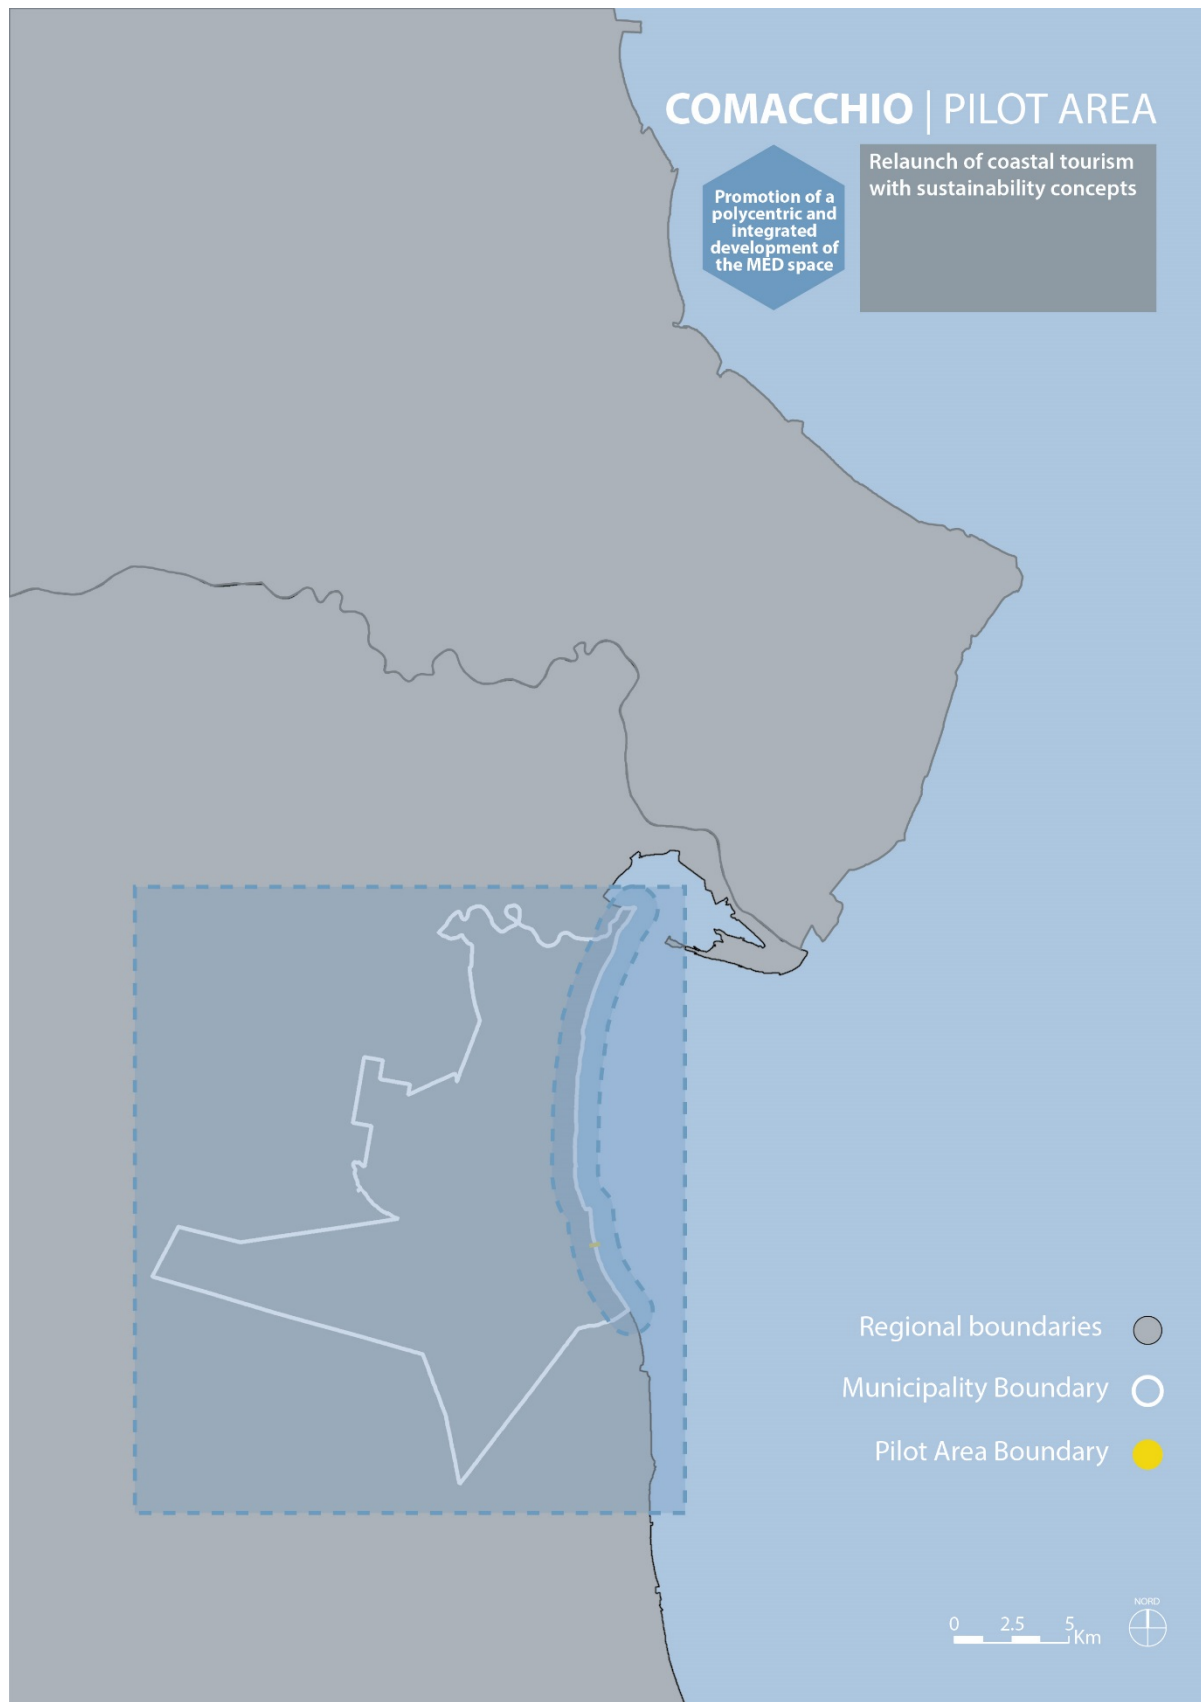 COMACCHIO | PILOT AREA
Promotion of a
polycentric and
integrated
development of
the MED space
Relaunch of coastal tourism
with sustainability concepts
Regional boundaries
Municipality Boundary
Pilot Area Boundary
NORD
0 2.5 5 Km